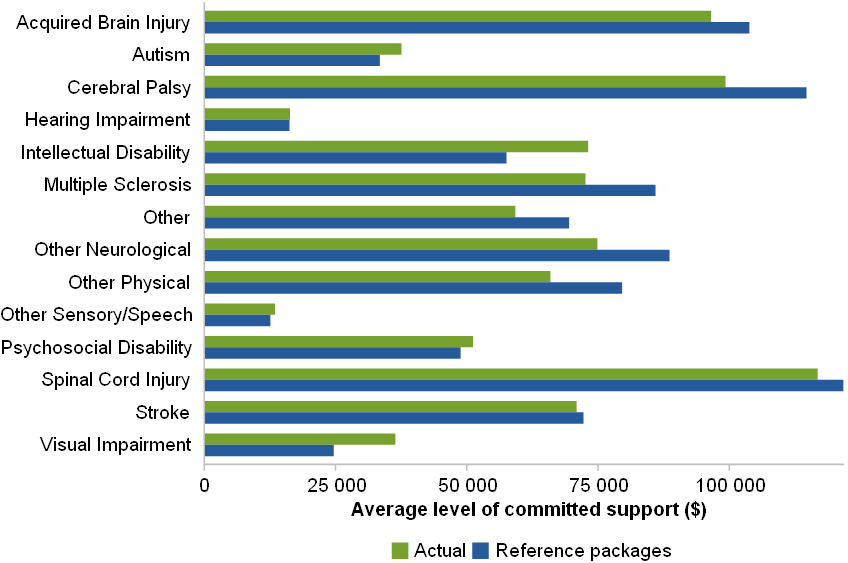 Acquired Brain Injury
Autism
Cerebral Palsy
Hearing Impairment
Intellectual Disability
Multiple Sclerosis
Other
Other Neurological
Other Physical
Other Sensory/Speech
Psychosocial Disability
Spinal Cord Injury
Stroke
Visual Impairment
0 25 000 50 000 75 000 100 000
Average level of committed support ($)
Actual Reference packages